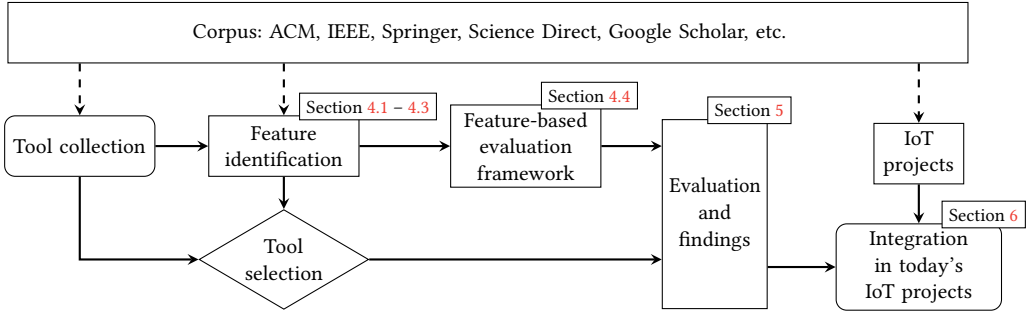 Corpus: ACM, IEEE, Springer, Science Direct, Google Scholar, etc.
Tool collection
Section 4.1 – 4.3
Feature
identification
Section 4.4
Feature-based
evaluation
framework
Section 5
Evaluation
and
findings
IoT
projects
Tool
selection
Section 6
Integration
in today's
IoT projects